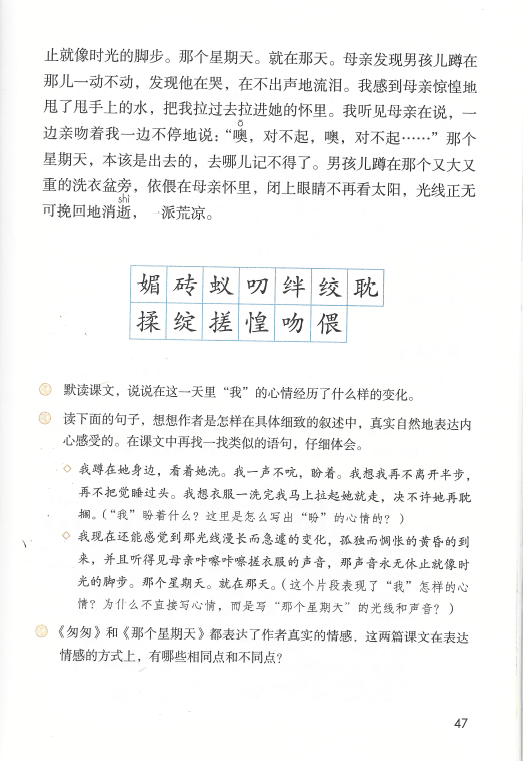 止就像时光的脚步。那个星期天。就在那天。母亲发现男孩儿蹲在
那儿一动不动，发现他在哭，在不出声地流泪。我感到母亲惊惶地
甩了甩手上的水，把我拉过去拉进她的怀里。我听见母亲在说，一
ō
边亲吻着我一边不停地说：“噢，对不起，噢，对不起……”那个
星期天，本该是出去的，去哪儿记不得了。男孩儿蹲在那个又大又
重的洗衣盆旁，依偎在母亲怀里，闭上眼睛不再看太阳，光线正无
shì
可挽回地消逝，一派荒凉。
媚砖蚁叨绊绞耽
揉绽搓惶吻偎
默读课文，说说在这一天里“我”的心情经历了什么样的变化。
读下面的句子，想想作者是怎样在具体细致的叙述中，真实自然地表达内
心感受的。在课文中再找一找类似的语句，仔细体会。
◇ 我蹲在她身边，看着她洗。我一声不吭，盼着。我想我再不离开半步，
再不把觉睡过头。我想衣服一洗完我马上拉起她就走，决不许她再耽
搁。（“我”盼着什么？这里是怎么写出“盼”的心情的？）
◇ 我现在还能感觉到那光线漫长而急遽的变化，孤独而惆怅的黄昏的到
来，并且听得见母亲咔嚓咔嚓搓衣服的声音，那声音永无休止就像时
光的脚步。那个星期天。就在那天。（这个片段表现了“我”怎样的心
情？为什么不直接写心情，而是写“那个星期天”的光线和声音？）
《匆匆》和《那个星期天》都表达了作者真实的情感，这两篇课文在表达
情感的方式上，有哪些相同点和不同点？
47